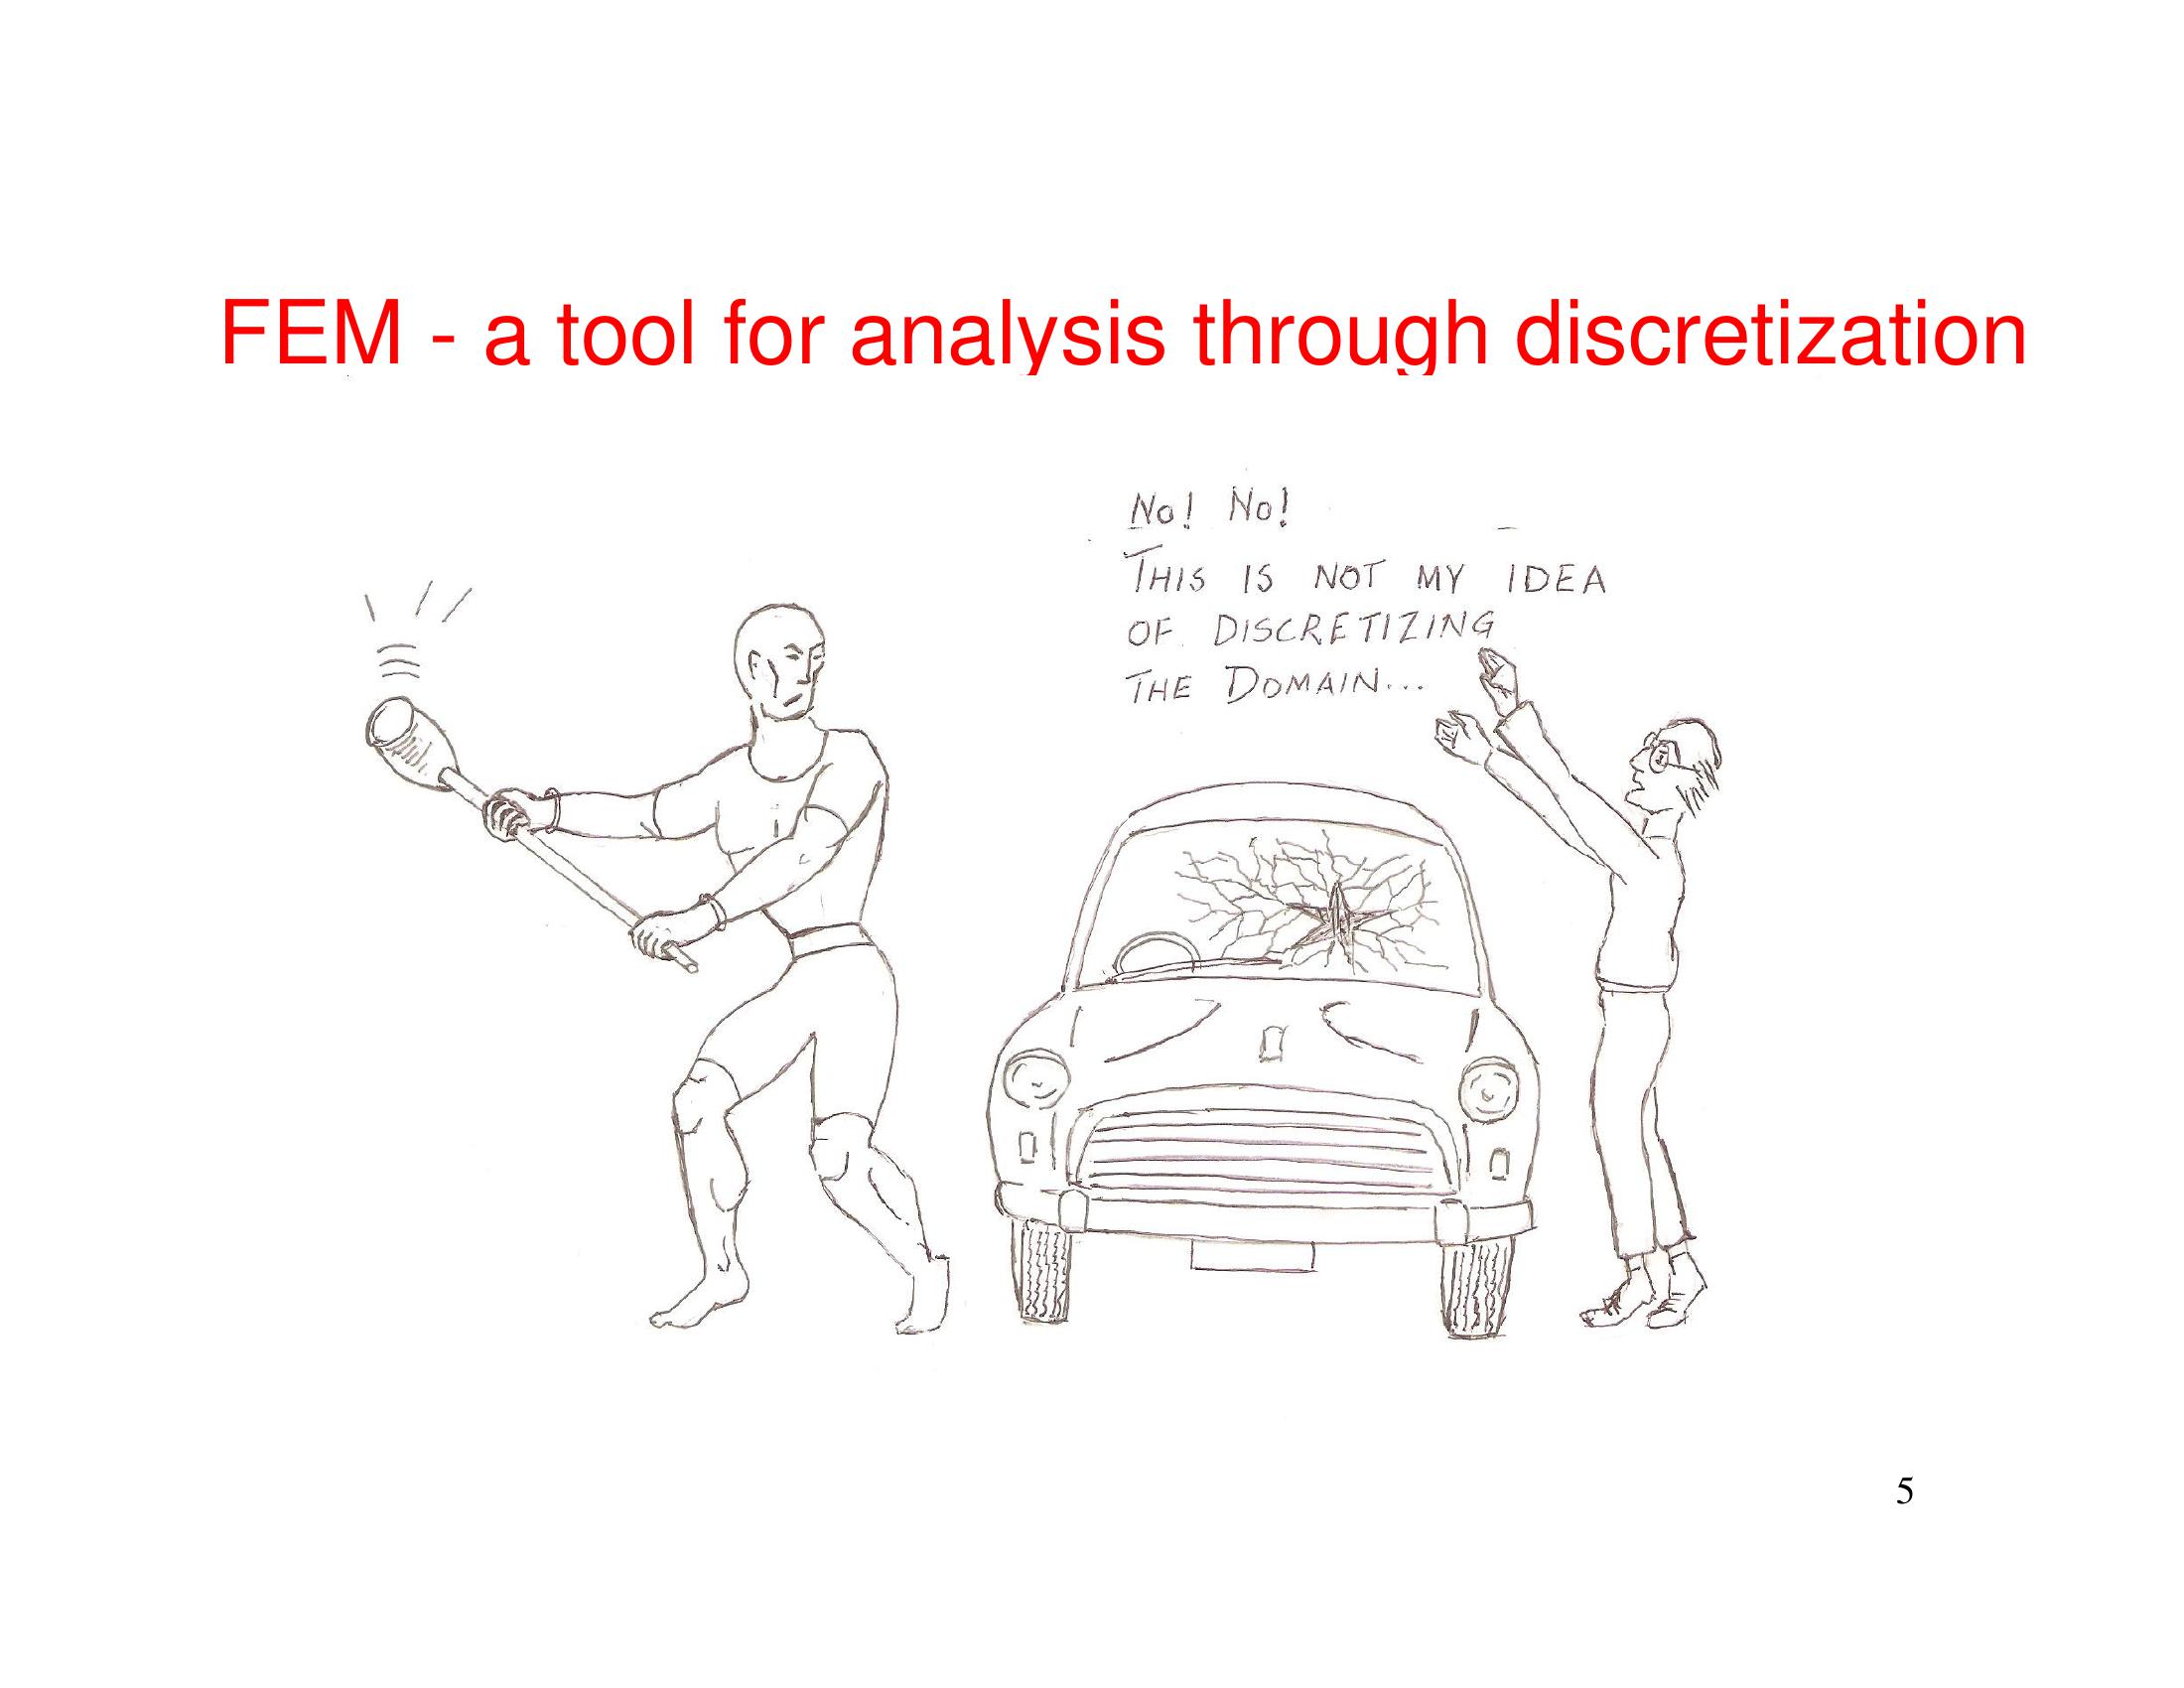 FEM - a tool for analysis through discretization
No! No!
THIS IS NOT MY IDEA
OF DISCRETIZING
THE DOMAIN...
5